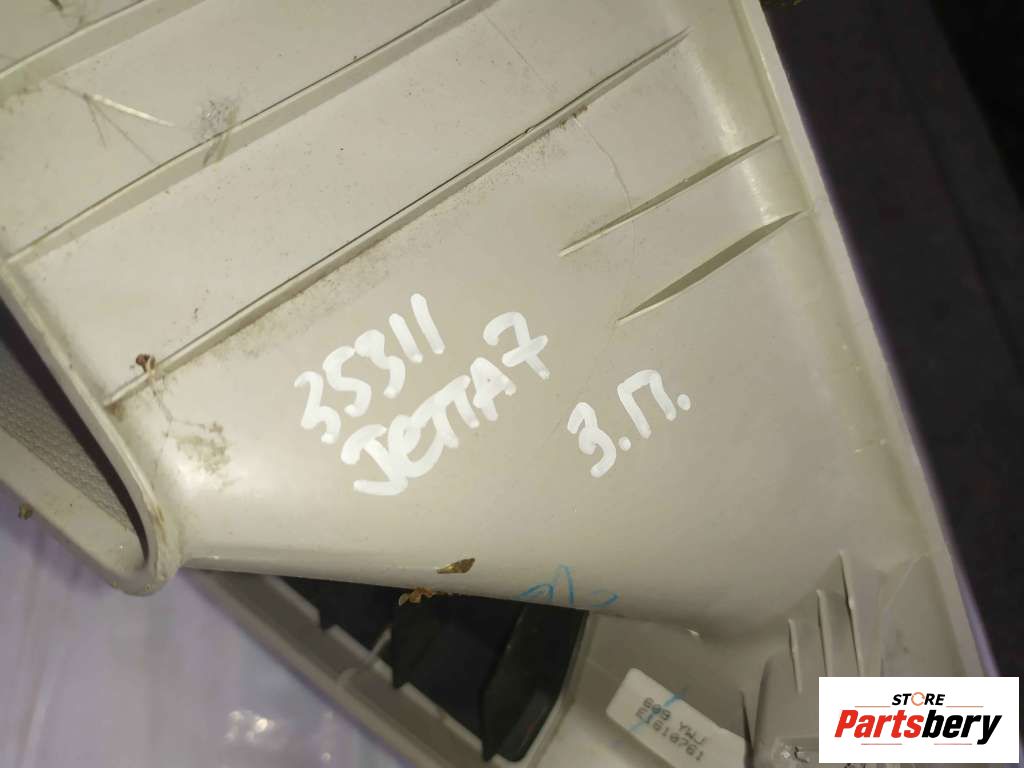 35311
JETTA7
З.П.
STORE
Partsbery